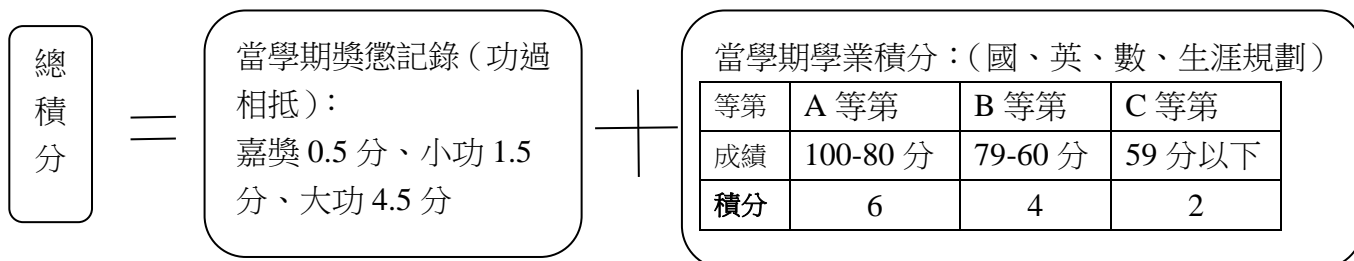 總
積
分
當學期獎懲記錄（功過
相抵）：
嘉獎 0.5 分、小功 1.5
分、大功 4.5 分
當學期學業積分：（國、英、數、生涯規劃）
等第 A 等第 B 等第 C 等第
成績 100-80 分 79-60 分 59 分以下
積分 6 4 2